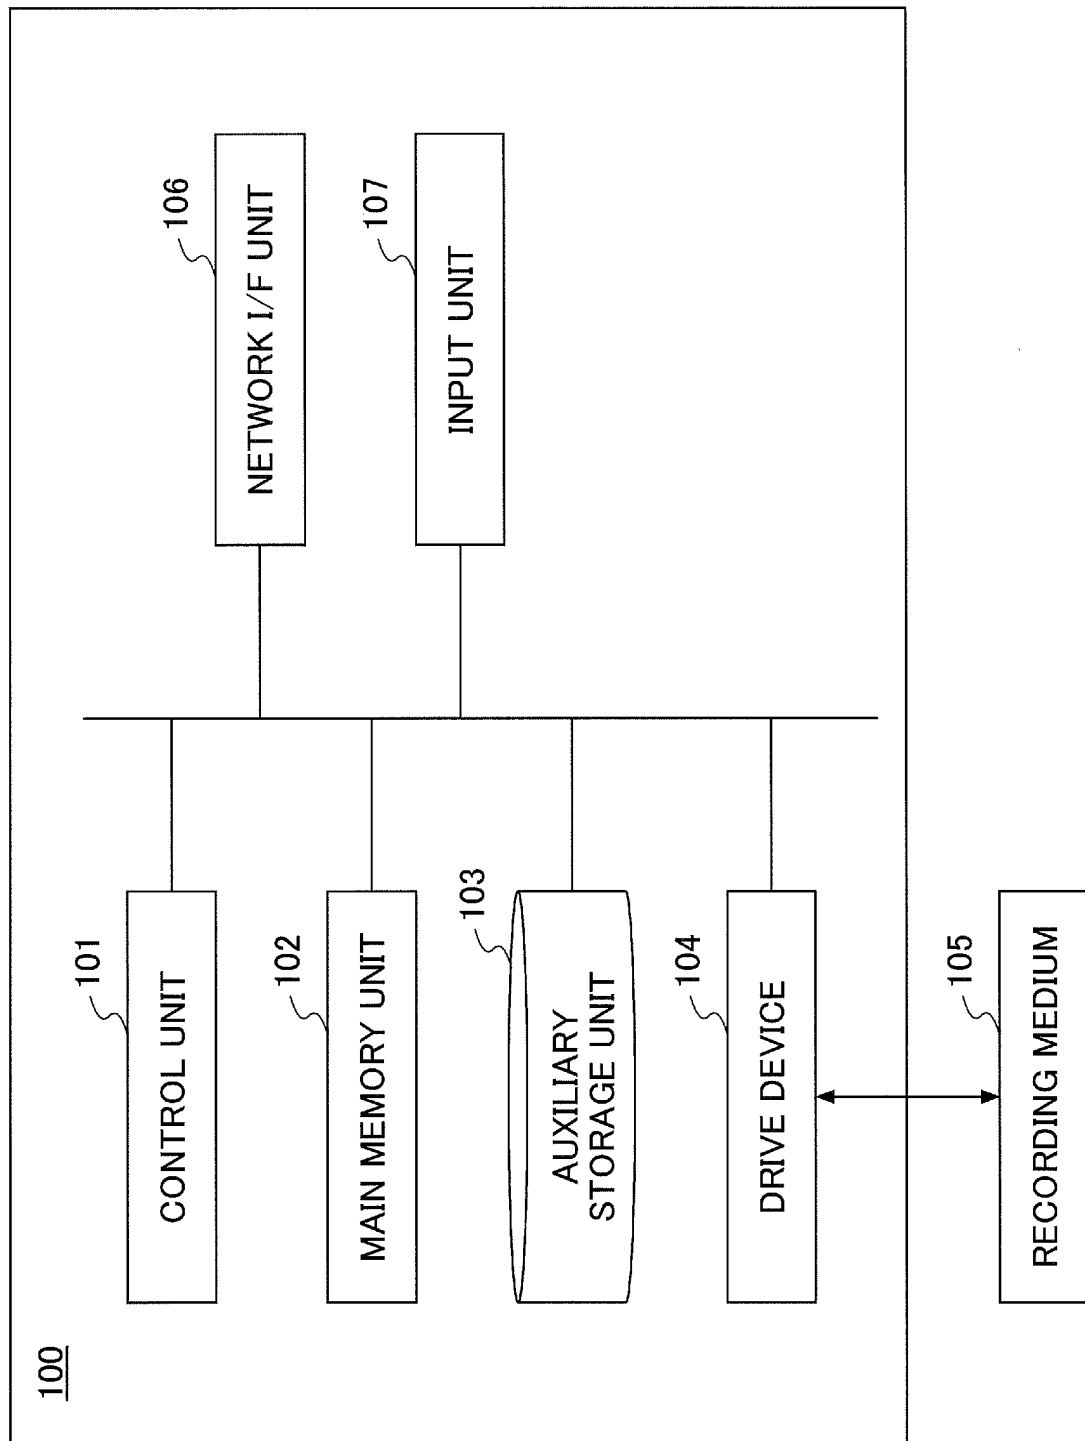 100
101
CONTROL UNIT
102
MAIN MEMORY UNIT
103
AUXILIARY
STORAGE UNIT
104
DRIVE DEVICE
105
RECORDING MEDIUM
106
NETWORK I/F UNIT
107
INPUT UNIT